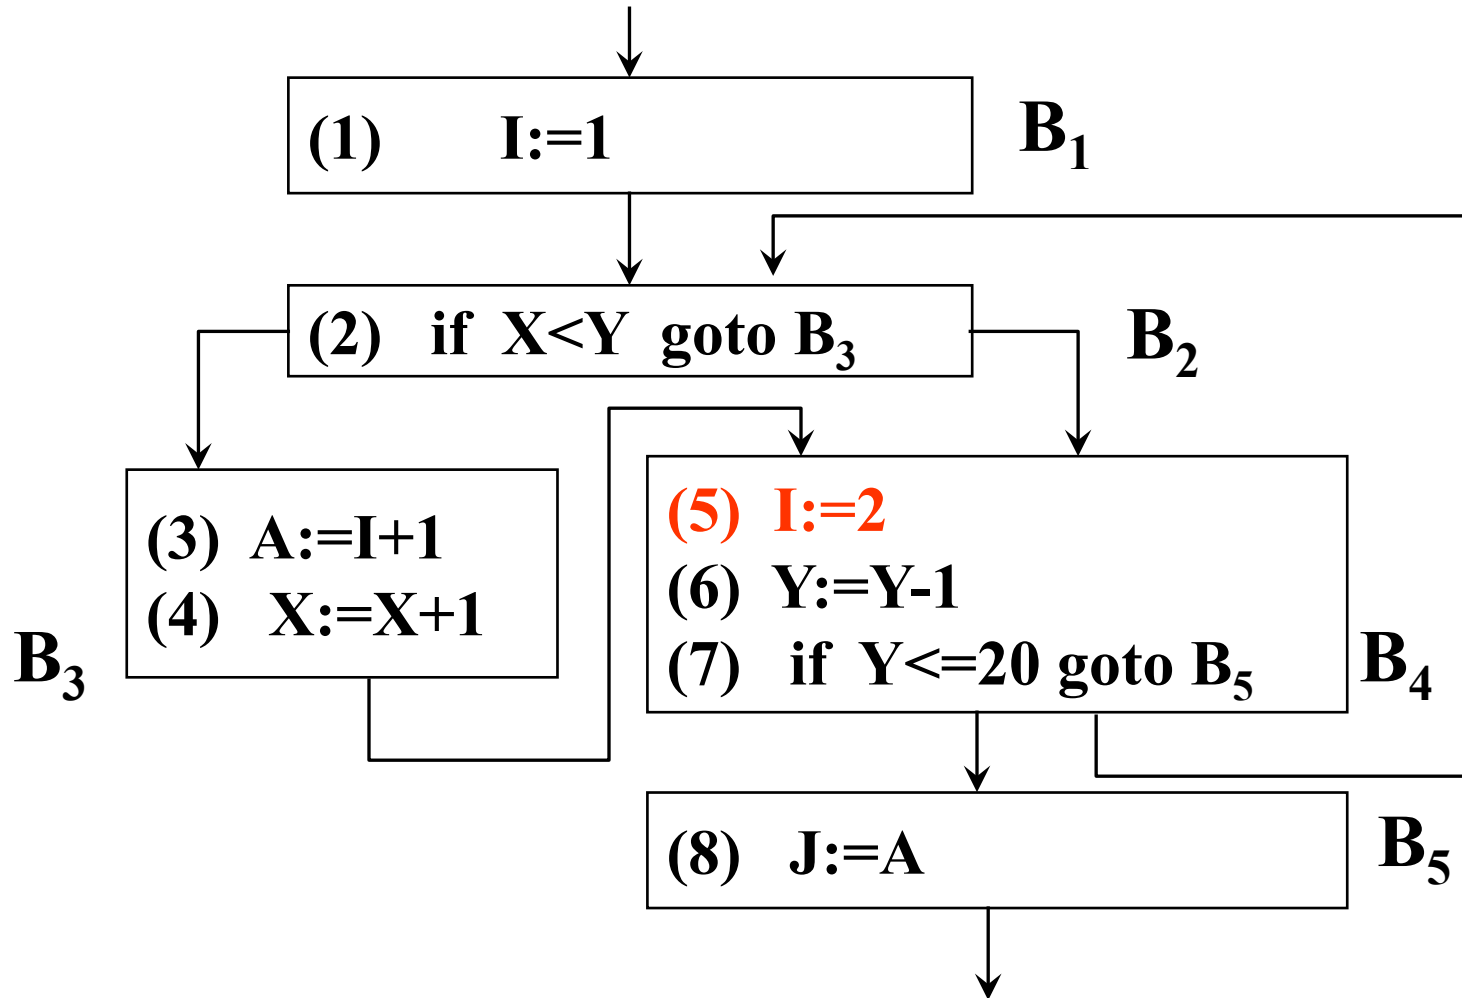 (1) I:=1
B₁
(2) if X<Y goto B₃
B₂
(3) A:=I+1
(4) X:=X+1
B₃
(5) I:=2
(6) Y:=Y-1
(7) if Y<=20 goto B₅
B₄
(8) J:=A
B₅